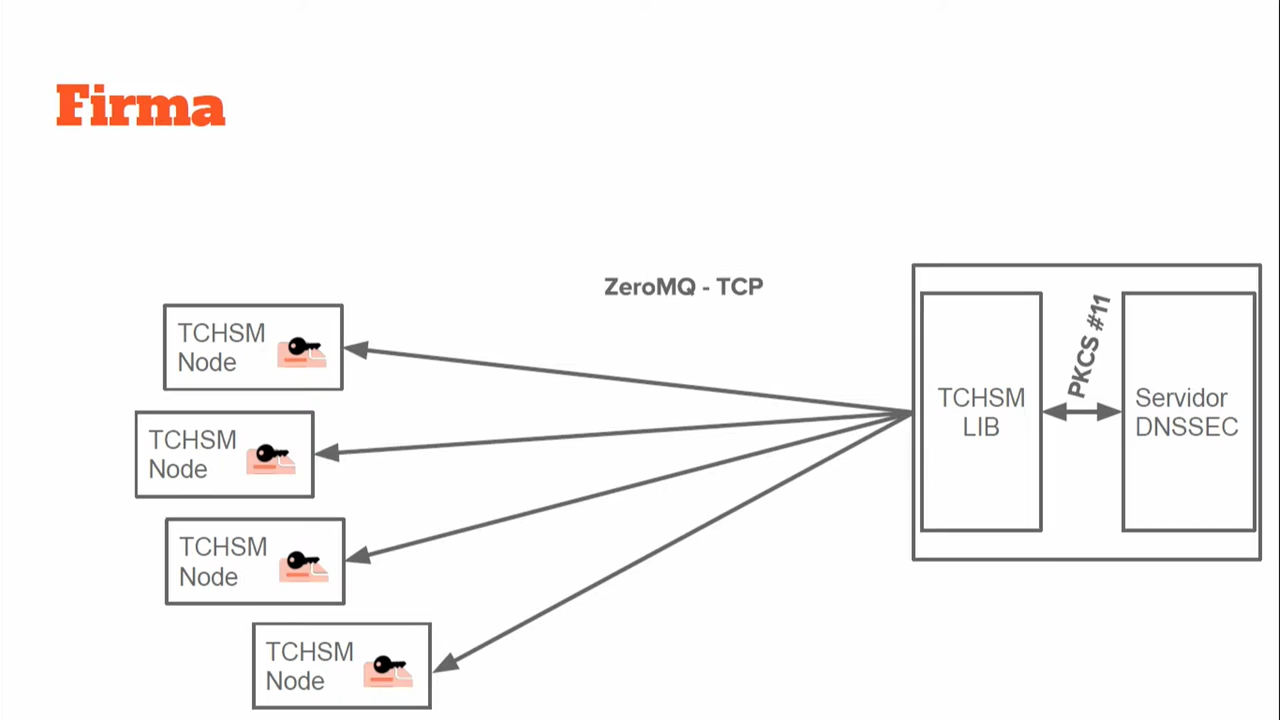 Firma
ZeroMQ - TCP
TCHSM
Node
TCHSM
Node
TCHSM
Node
TCHSM
Node
TCHSM
LIB
PKCS #11
Servidor
DNSSEC